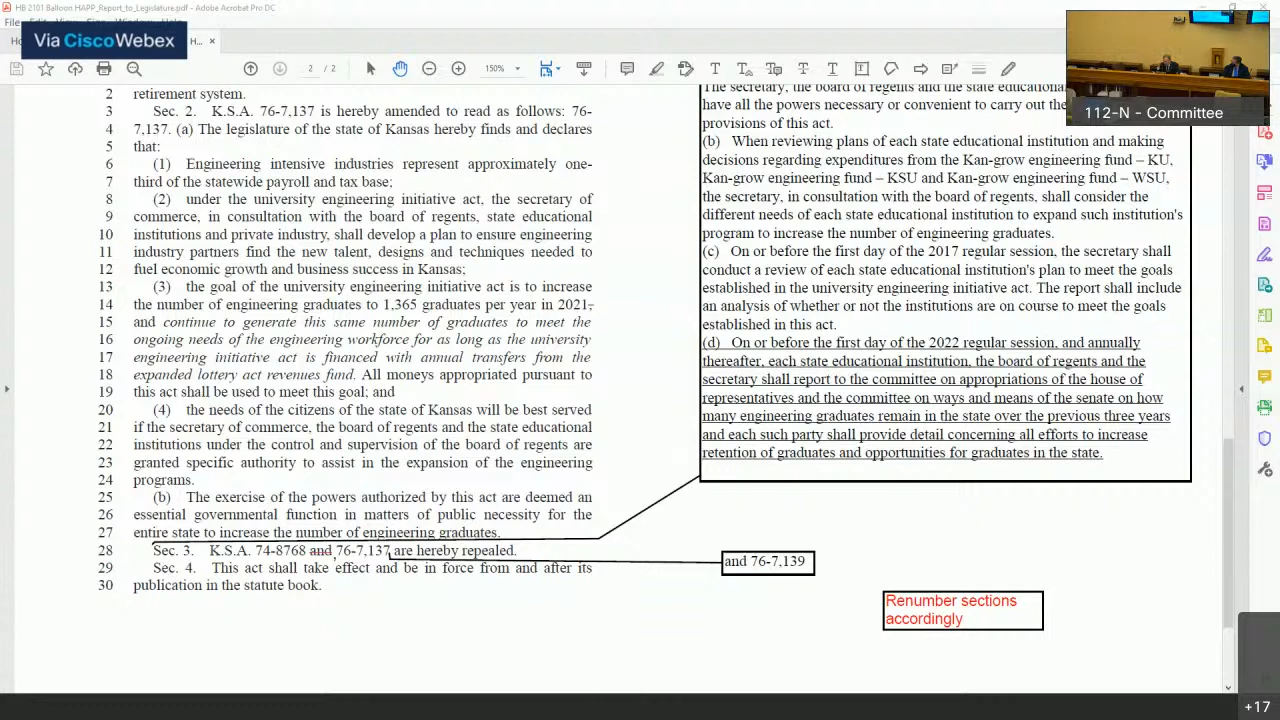 HB 2101 Balloon HAPP_Report_to_Legislature.pdf - Adobe Acrobat Pro DC
Via CiscoWebex
H...
2 / 2
150%
112-N - Committee
2 retirement system.
3 Sec. 2. K.S.A. 76-7,137 is hereby amended to read as follows: 76-
4 7,137. (a) The legislature of the state of Kansas hereby finds and declares
5 that:
6 (1) Engineering intensive industries represent approximately one-
7 third of the statewide payroll and tax base;
8 (2) under the university engineering initiative act, the secretary of
9 commerce, in consultation with the board of regents, state educational
10 institutions and private industry, shall develop a plan to ensure engineering
11 industry partners find the new talent, designs and techniques needed to
12 fuel economic growth and business success in Kansas;
13 (3) the goal of the university engineering initiative act is to increase
14 the number of engineering graduates to 1,365 graduates per year in 2021;
15 and continue to generate this same number of graduates to meet the
16 ongoing needs of the engineering workforce for as long as the university
17 engineering initiative act is financed with annual transfers from the
18 expanded lottery act revenues fund. All moneys appropriated pursuant to
19 this act shall be used to meet this goal; and
20 (4) the needs of the citizens of the state of Kansas will be best served
21 if the secretary of commerce, the board of regents and the state educational
22 institutions under the control and supervision of the board of regents are
23 granted specific authority to assist in the expansion of the engineering
24 programs.
25 (b) The exercise of the powers authorized by this act are deemed an
26 essential governmental function in matters of public necessity for the
27 entire state to increase the number of engineering graduates.
28 Sec. 3. K.S.A. 74-8768 and, 76-7,137 are hereby repealed.
29 Sec. 4. This act shall take effect and be in force from and after its
30 publication in the statute book.
The secretary, the board of regents and the state educational
have all the powers necessary or convenient to carry out the
provisions of this act.
(b) When reviewing plans of each state educational institution and making
decisions regarding expenditures from the Kan-grow engineering fund – KU,
Kan-grow engineering fund – KSU and Kan-grow engineering fund – WSU,
the secretary, in consultation with the board of regents, shall consider the
different needs of each state educational institution to expand such institution's
program to increase the number of engineering graduates.
(c) On or before the first day of the 2017 regular session, the secretary shall
conduct a review of each state educational institution's plan to meet the goals
established in the university engineering initiative act. The report shall include
an analysis of whether or not the institutions are on course to meet the goals
established in this act.
(d) On or before the first day of the 2022 regular session, and annually
thereafter, each state educational institution, the board of regents and the
secretary shall report to the committee on appropriations of the house of
representatives and the committee on ways and means of the senate on how
many engineering graduates remain in the state over the previous three years
and each such party shall provide detail concerning all efforts to increase
retention of graduates and opportunities for graduates in the state.
and 76-7,139
Renumber sections
accordingly
+17